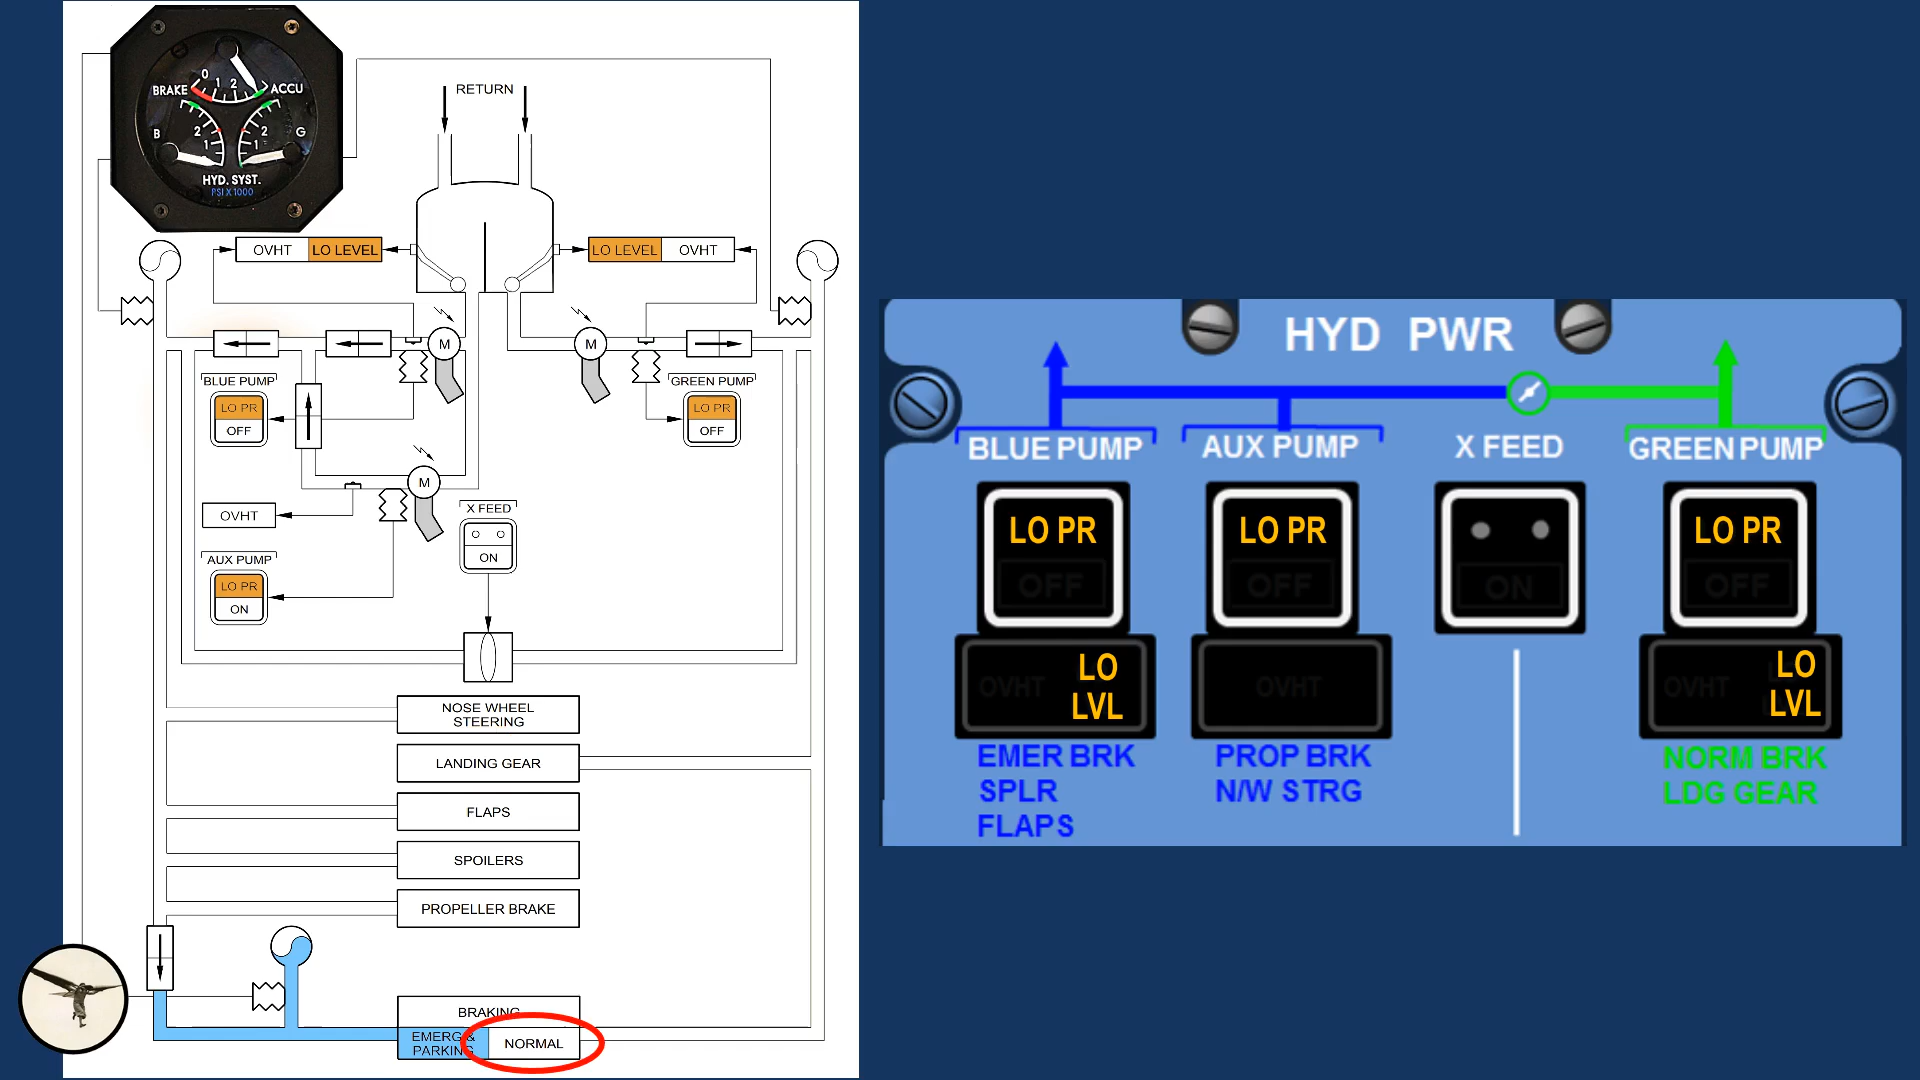 0
1
2
BRAKE
ACCU
B
2
1
2
1
G
HYD. SYST.
PSI X 1000
RETURN
OVHT LO LEVEL
LO LEVEL OVHT
M
M
BLUE PUMP
LO PR
OFF
GREEN PUMP
LO PR
OFF
M
OVHT
X FEED
ON
AUX PUMP
LO PR
ON
NOSE WHEEL
STEERING
LANDING GEAR
FLAPS
SPOILERS
PROPELLER BRAKE
BRAKING
EMERG &
PARKING
NORMAL
HYD PWR
BLUE PUMP
AUX PUMP
X FEED
GREEN PUMP
LO PR
OFF
LO PR
OFF
ON
LO PR
OFF
OVHT
LO
LVL
OVHT
OVHT
LO
LVL
EMER BRK
SPLR
FLAPS
PROP BRK
N/W STRG
NORM BRK
LDG GEAR